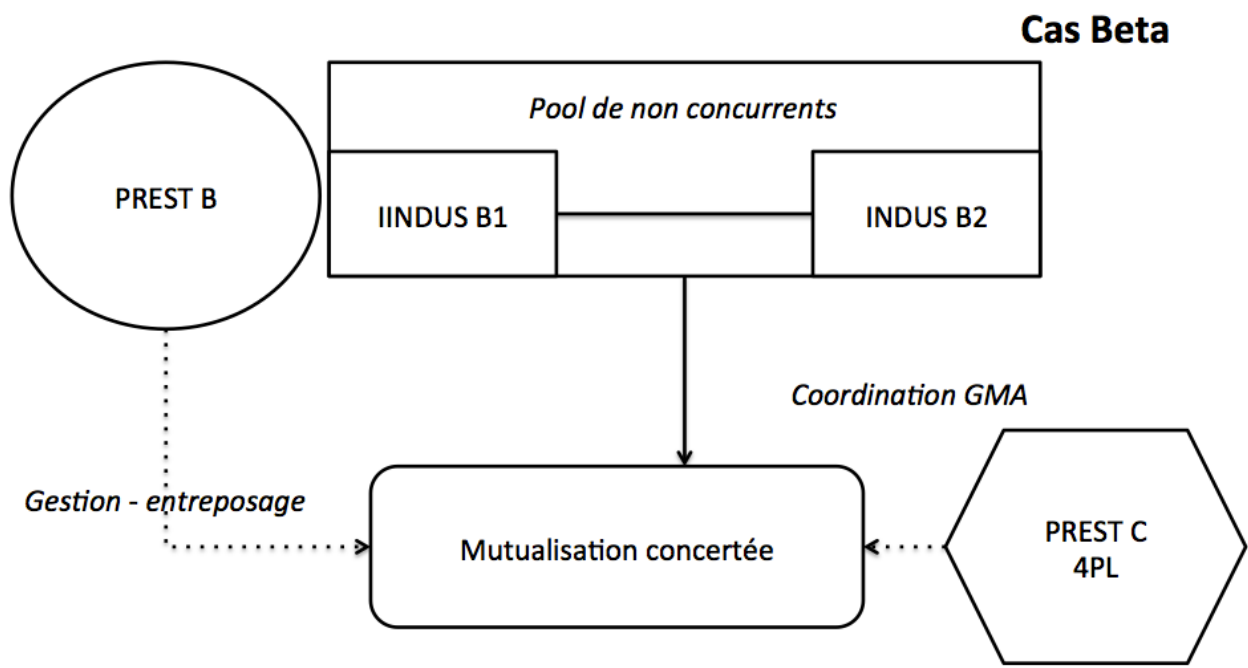 Cas Beta
Pool de non concurrents
PREST B
IINDUS B1
INDUS B2
Coordination GMA
Gestion - entreposage
Mutualisation concertée
PREST C
4PL